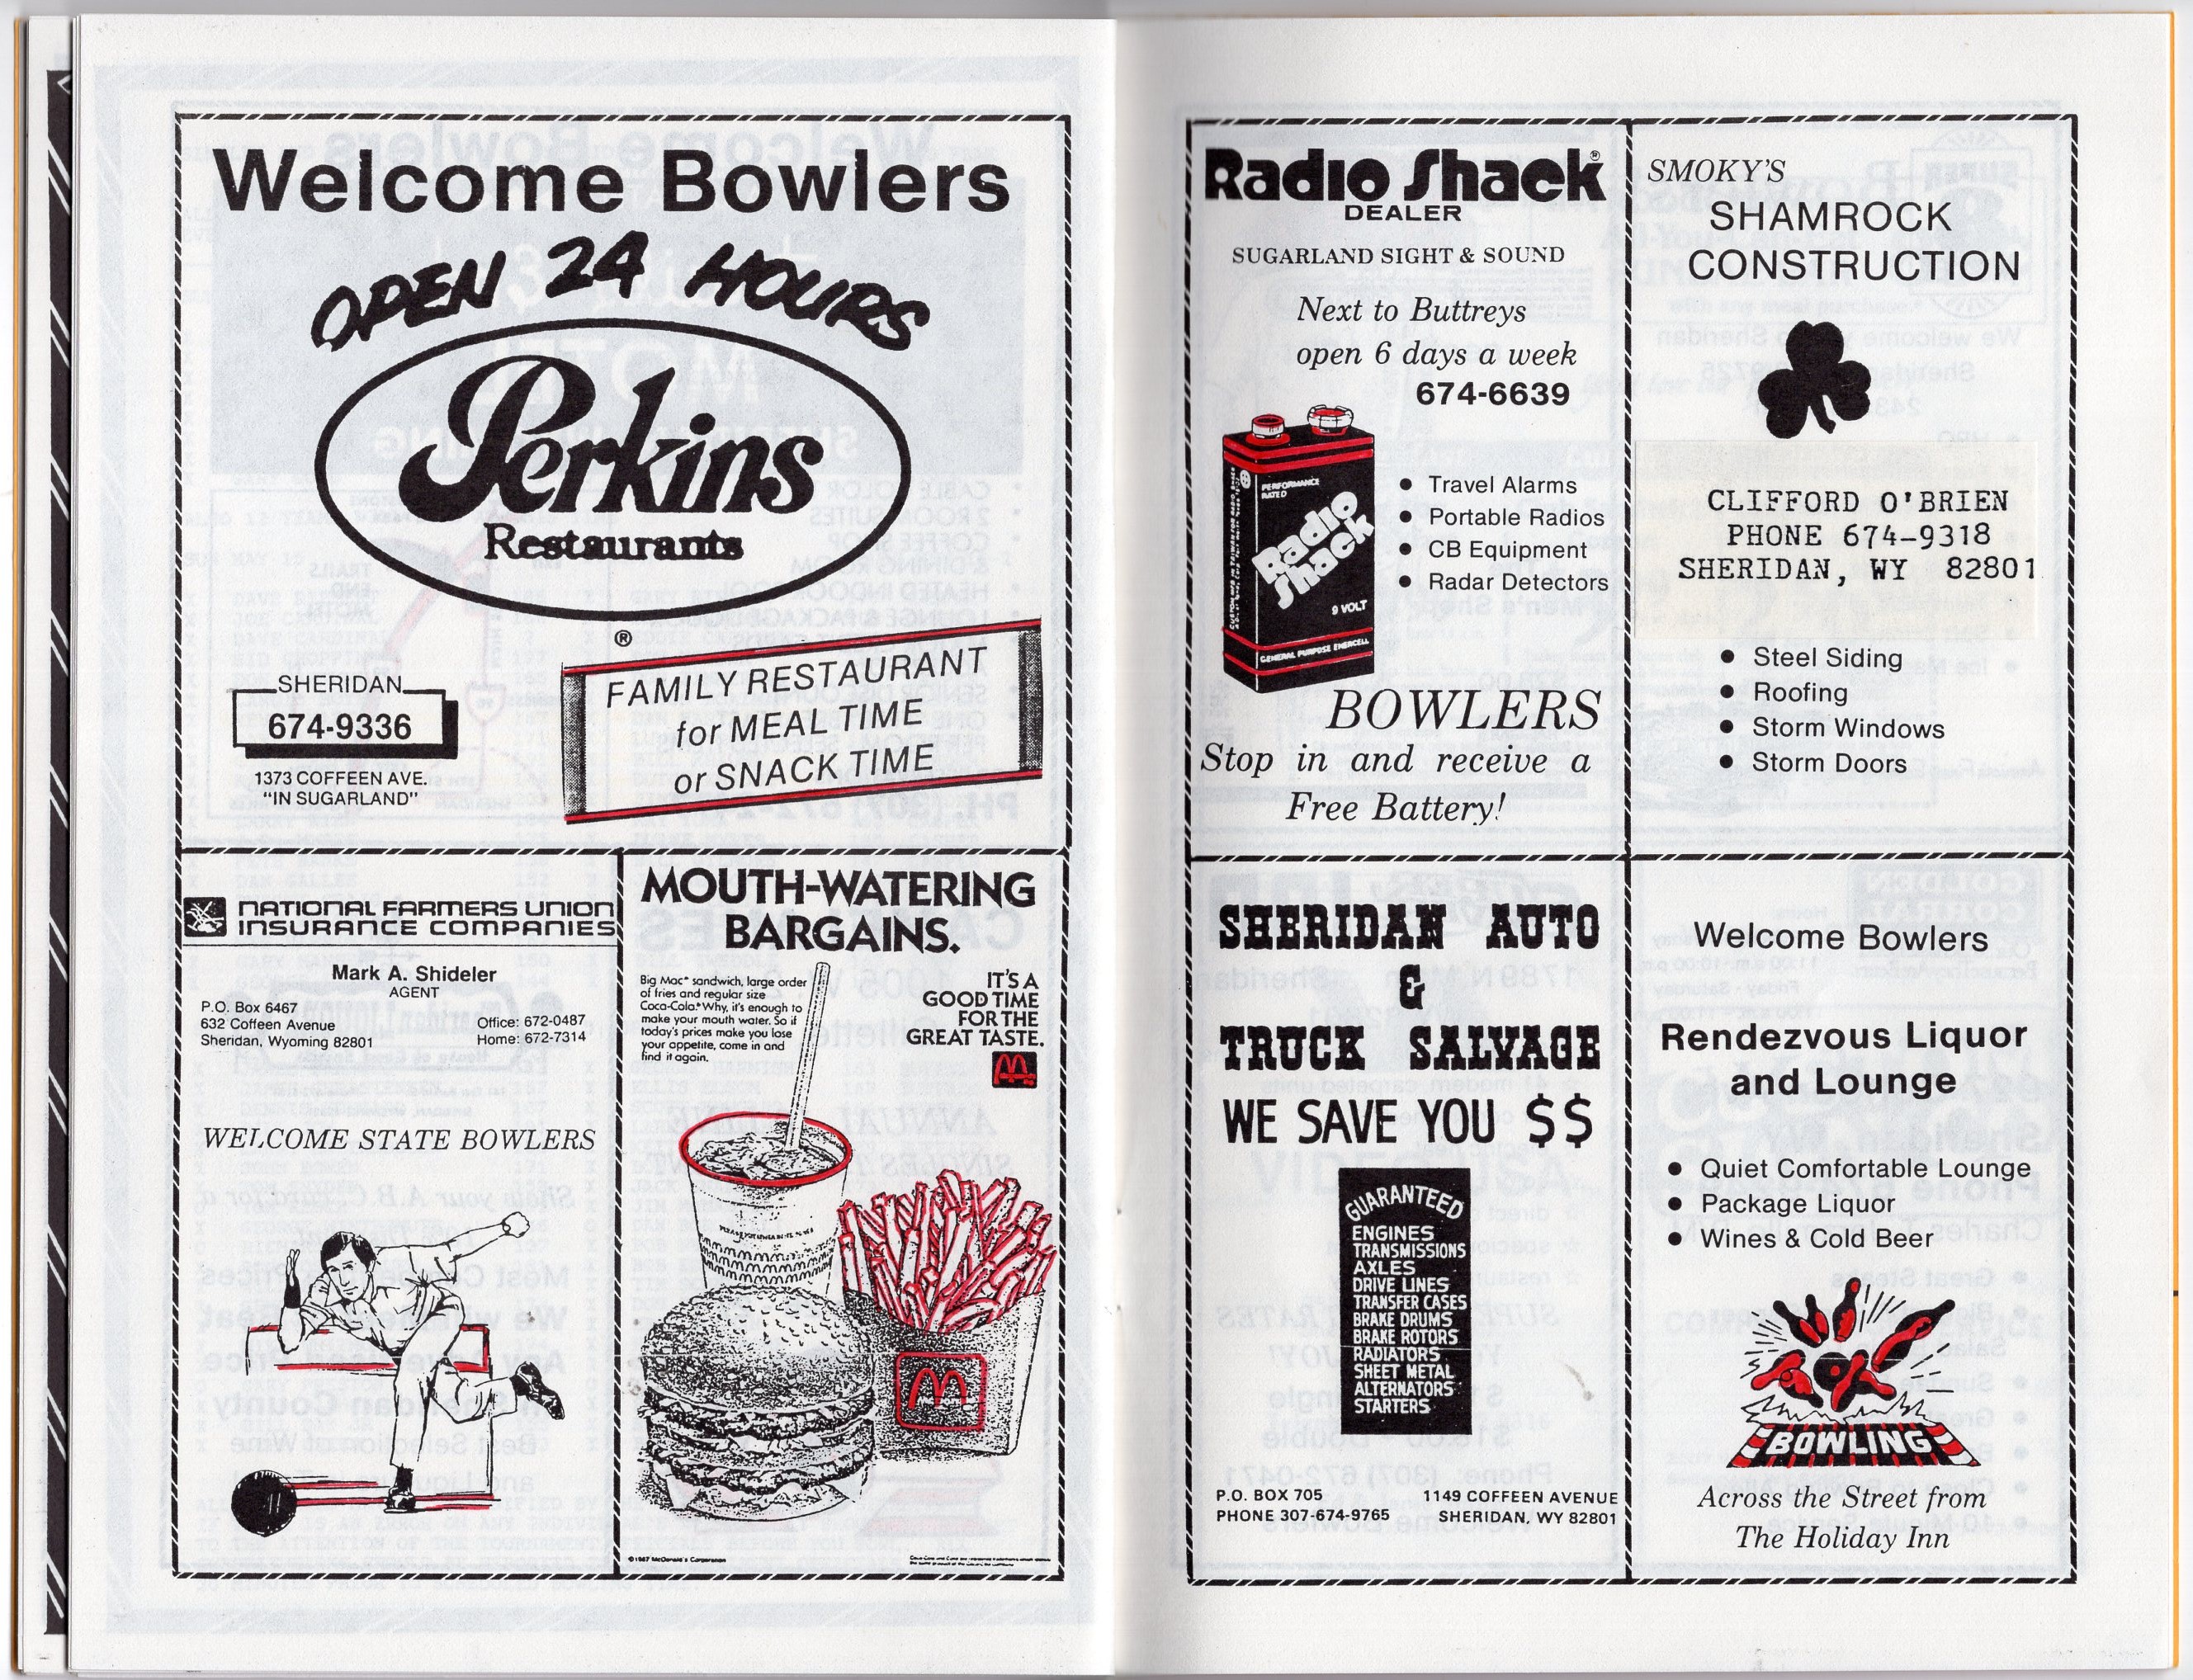 Welcome Bowlers
OPEN 24 HOURS
Perkins
Restaurants
®
SHERIDAN
674-9336
1373 COFFEEN AVE.
"IN SUGARLAND"
FAMILY RESTAURANT
for MEAL TIME
or SNACK TIME
NATIONAL FARMERS UNION
INSURANCE COMPANIES
Mark A. Shideler
AGENT
P.O. Box 6467
632 Coffeen Avenue
Sheridan, Wyoming 82801
Office: 672-0487
Home: 672-7314
WELCOME STATE BOWLERS
MOUTH-WATERING
BARGAINS.
Big Mac® sandwich, large order
of fries and regular size
Coca-Cola.® Why, it's enough to
make your mouth water. So if
today's prices make you lose
your appetite, come in and
find it again.
IT'S A
GOOD TIME
FOR THE
GREAT TASTE.
© 1987 McDonald's Corporation
Radio Shack®
DEALER
SUGARLAND SIGHT & SOUND
Next to Buttreys
open 6 days a week
674-6639
PERFORMANCE
RATED
Radio
Shack
9 VOLT
GENERAL PURPOSE ENERCELL
● Travel Alarms
● Portable Radios
● CB Equipment
● Radar Detectors
BOWLERS
Stop in and receive a
Free Battery!
SMOKY'S
SHAMROCK
CONSTRUCTION
CLIFFORD O'BRIEN
PHONE 674-9318
SHERIDAN, WY 82801
● Steel Siding
● Roofing
● Storm Windows
● Storm Doors
SHERIDAN AUTO
&
TRUCK SALVAGE
WE SAVE YOU $$
GUARANTEED
ENGINES
TRANSMISSIONS
AXLES
DRIVE LINES
TRANSFER CASES
BRAKE DRUMS
BRAKE ROTORS
RADIATORS
SHEET METAL
ALTERNATORS
STARTERS
P.O. BOX 705
PHONE 307-674-9765
1149 COFFEEN AVENUE
SHERIDAN, WY 82801
Welcome Bowlers
Rendezvous Liquor
and Lounge
● Quiet Comfortable Lounge
● Package Liquor
● Wines & Cold Beer
BOWLING
Across the Street from
The Holiday Inn